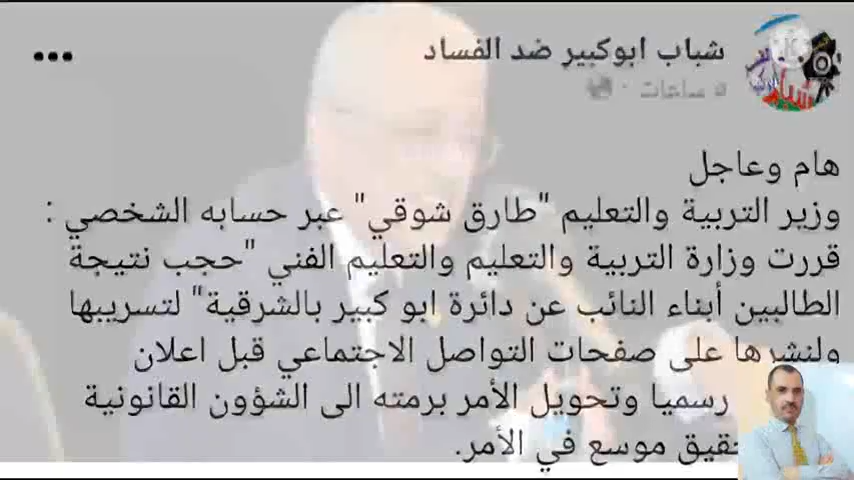 شباب ابوكبير ضد الفساد
٥ ساعات ·
هام وعاجل
وزير التربية والتعليم "طارق شوقي" عبر حسابه الشخصي :
قررت وزارة التربية والتعليم والتعليم الفني "حجب نتيجة
الطالبين أبناء النائب عن دائرة ابو كبير بالشرقية" لتسريبها
ولنشرها على صفحات التواصل الاجتماعي قبل اعلان
رسميا وتحويل الأمر برمته الى الشؤون القانونية
موسع في الأمر.